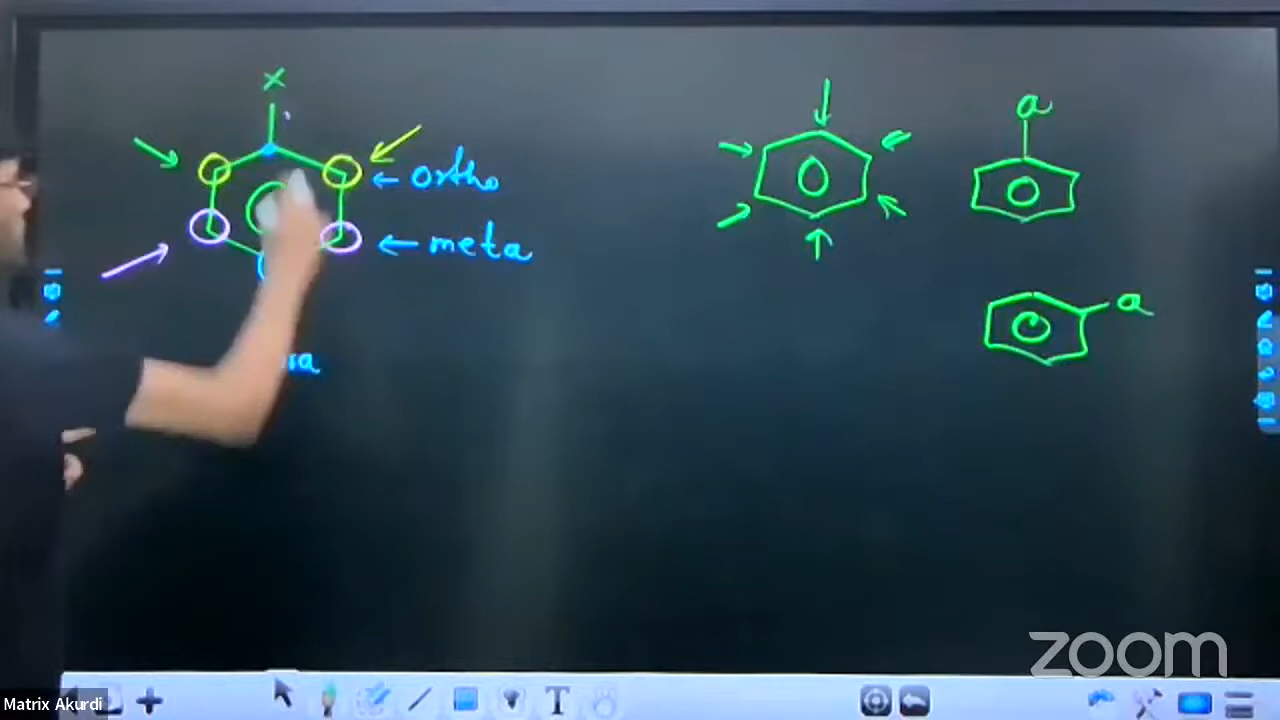 X
← ortho
← meta
a
a
zoom
T
Matrix Akurdi